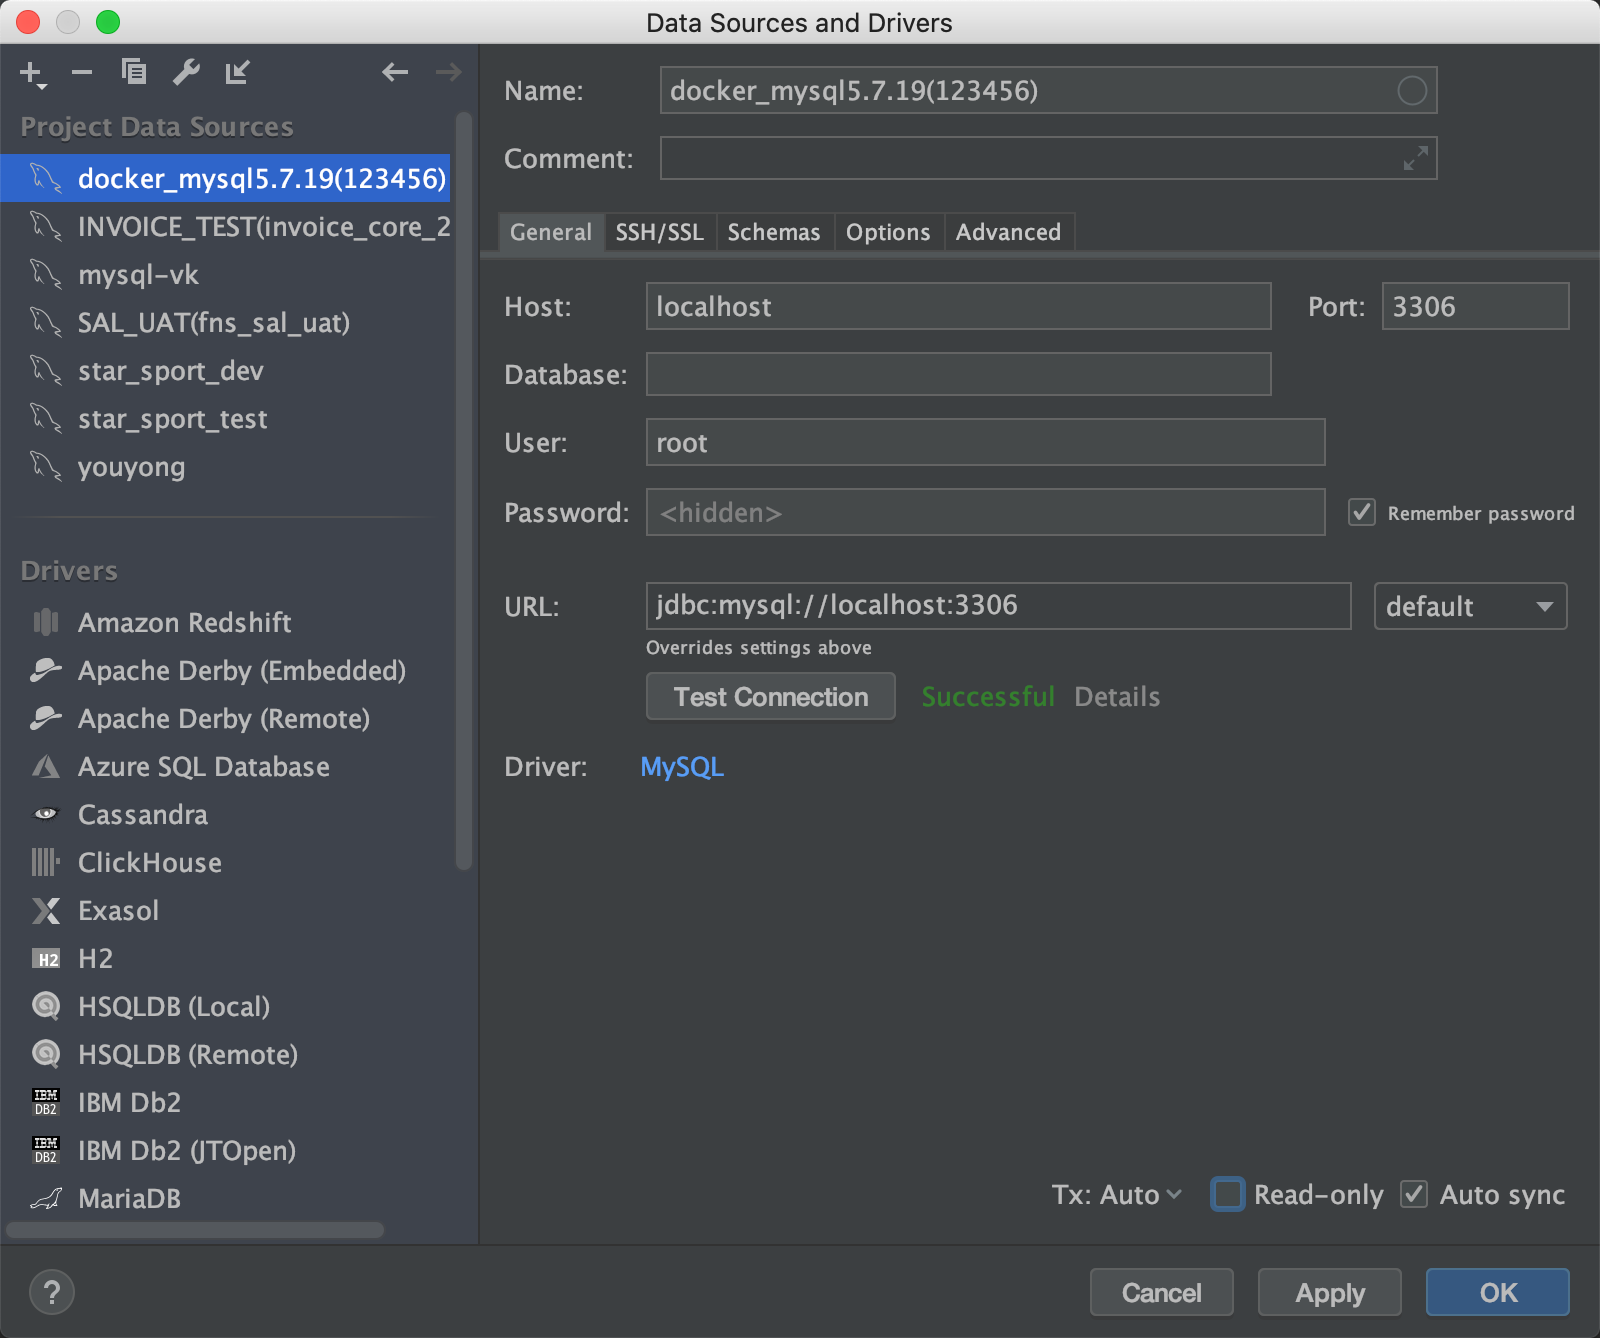 Data Sources and Drivers
Project Data Sources
docker_mysql5.7.19(123456)
INVOICE_TEST(invoice_core_2
mysql-vk
SAL_UAT(fns_sal_uat)
star_sport_dev
star_sport_test
youyong
Drivers
Amazon Redshift
Apache Derby (Embedded)
Apache Derby (Remote)
Azure SQL Database
Cassandra
ClickHouse
Exasol
H2 H2
HSQLDB (Local)
HSQLDB (Remote)
IBM DB2 IBM Db2
IBM DB2 IBM Db2 (JTOpen)
MariaDB
Name: docker_mysql5.7.19(123456)
Comment:
General SSH/SSL Schemas Options Advanced
Host: localhost Port: 3306
Database:
User: root
Password: <hidden> Remember password
URL: jdbc:mysql://localhost:3306 default
Overrides settings above
Test Connection Successful Details
Driver: MySQL
Tx: Auto Read-only Auto sync
? Cancel Apply OK